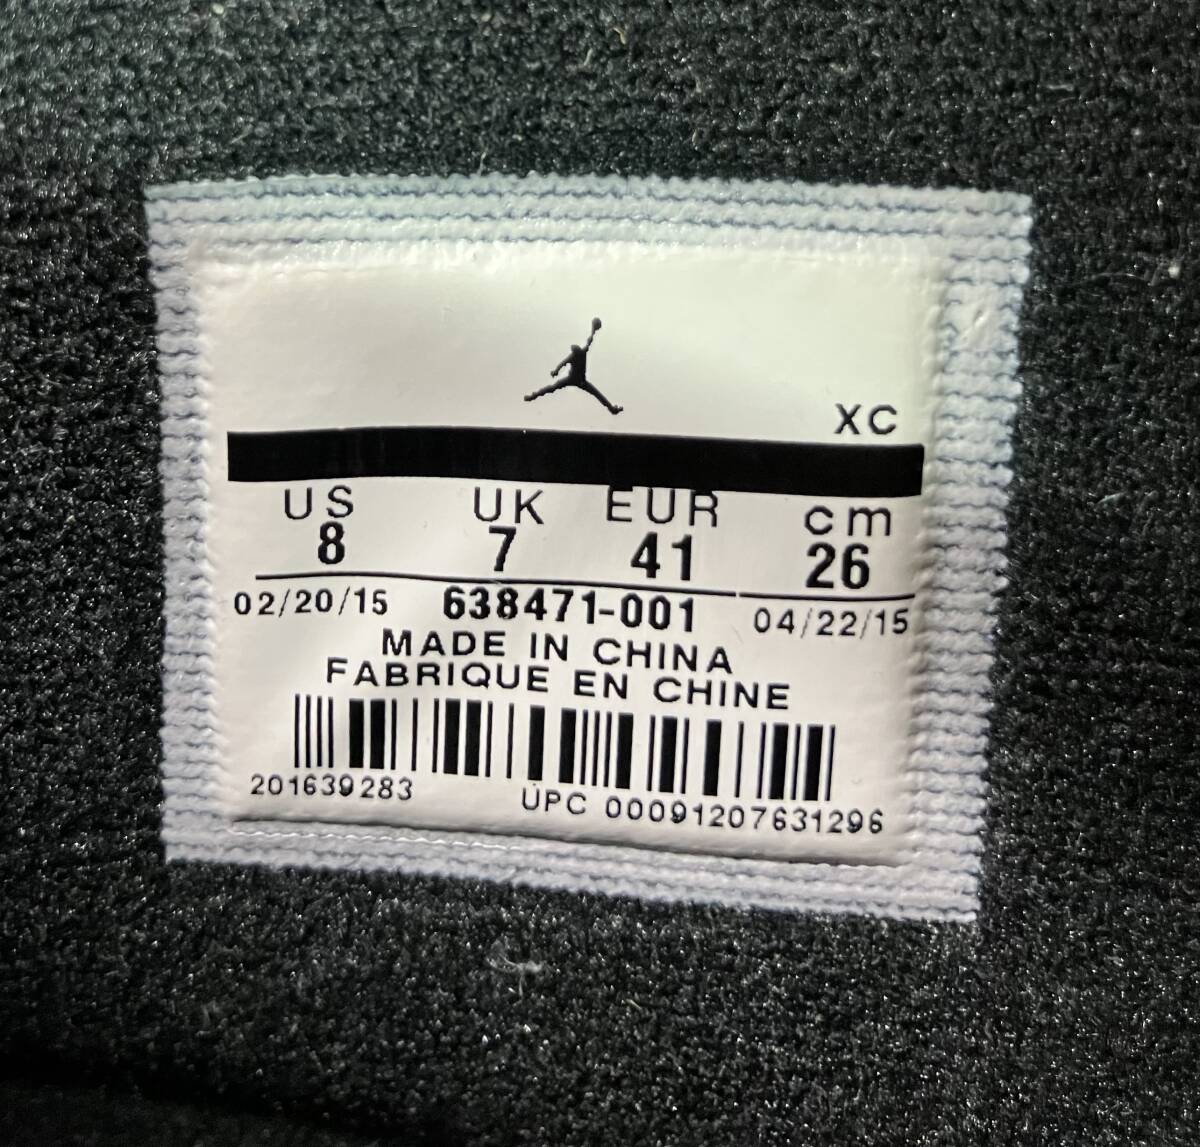 XC
US UK EUR cm
8 7 41 26
02/20/15 638471-001 04/22/15
MADE IN CHINA
FABRIQUE EN CHINE
201639283 UPC 00091207631296